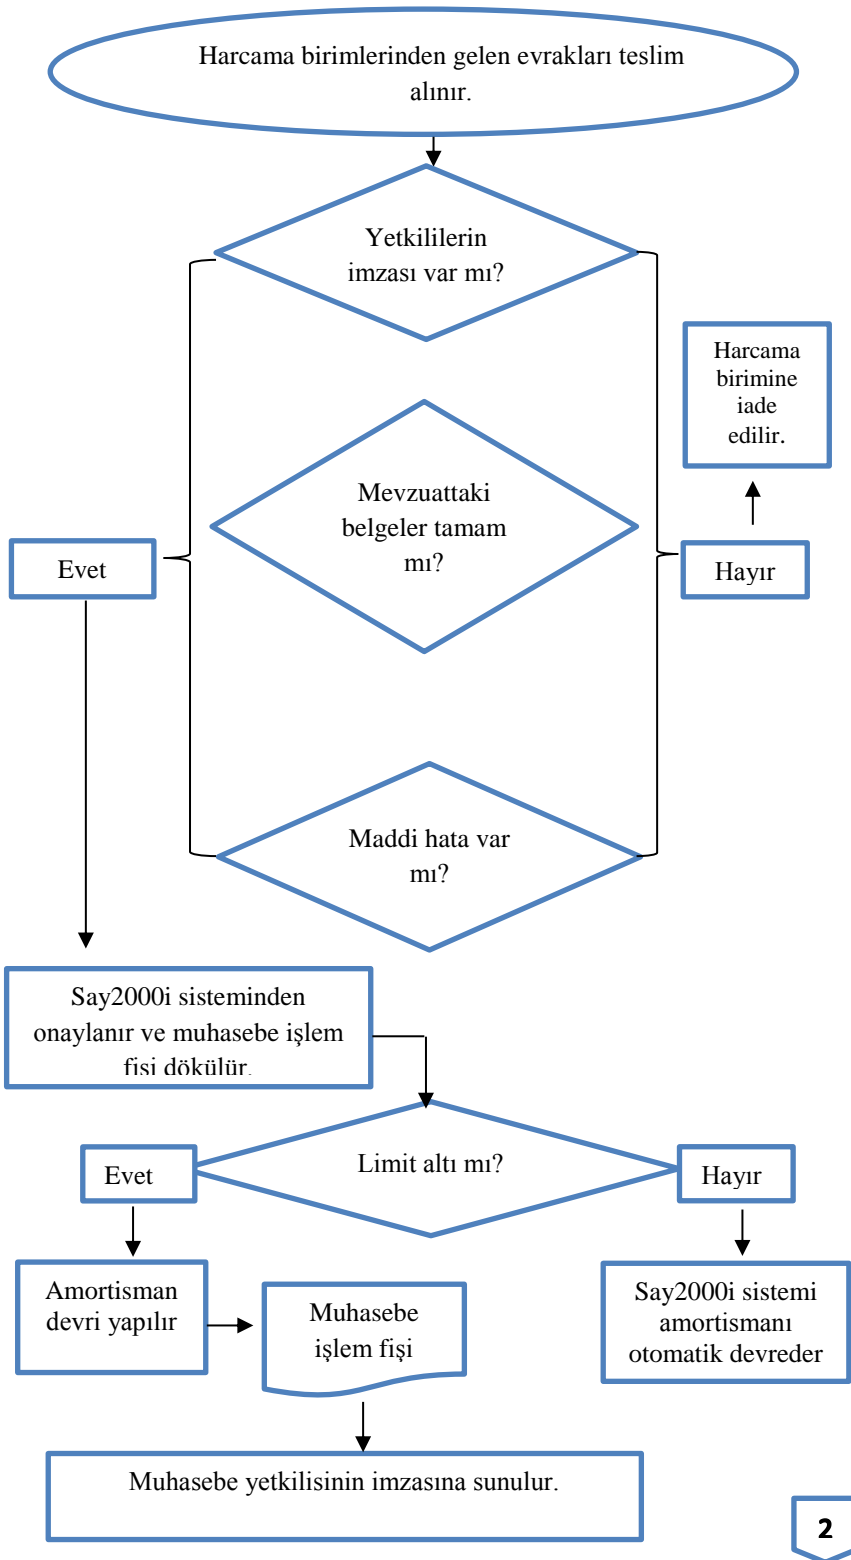 Harcama birimlerinden gelen evrakları teslim
alınır.
Yetkililerin
imzası var mı?
Harcama
birimine
iade
edilir.
Mevzuattaki
belgeler tamam
mı?
Evet
Hayır
Maddi hata var
mı?
Say2000i sisteminden
onaylanır ve muhasebe işlem
fişi dökülür.
Limit altı mı?
Evet
Hayır
Amortisman
devri yapılır
Muhasebe
işlem fişi
Say2000i sistemi
amortismanı
otomatik devreder
Muhasebe yetkilisinin imzasına sunulur.
2